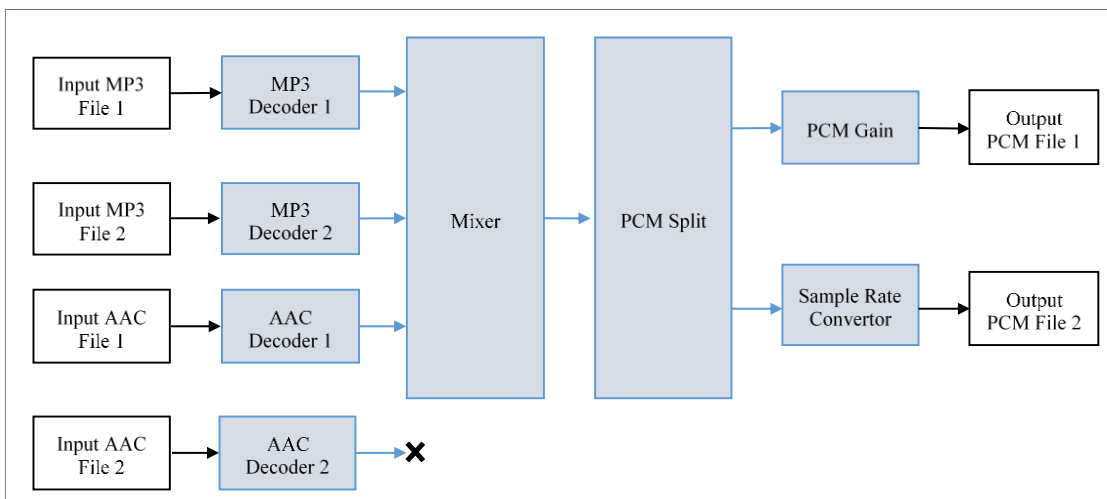 Input MP3
File 1
MP3
Decoder 1
Input MP3
File 2
MP3
Decoder 2
Input AAC
File 1
AAC
Decoder 1
Input AAC
File 2
AAC
Decoder 2
Mixer
PCM Split
PCM Gain
Output
PCM File 1
Sample Rate
Convertor
Output
PCM File 2